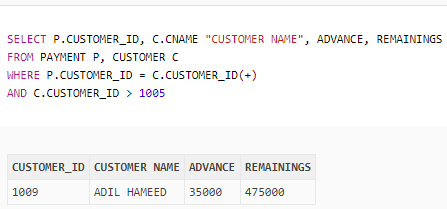 SELECT P.CUSTOMER_ID, C.CNAME "CUSTOMER NAME", ADVANCE, REMAININGS
FROM PAYMENT P, CUSTOMER C
WHERE P.CUSTOMER_ID = C.CUSTOMER_ID(+)
AND C.CUSTOMER_ID > 1005
CUSTOMER_ID CUSTOMER NAME ADVANCE REMAININGS
1009 ADIL HAMEED 35000 475000